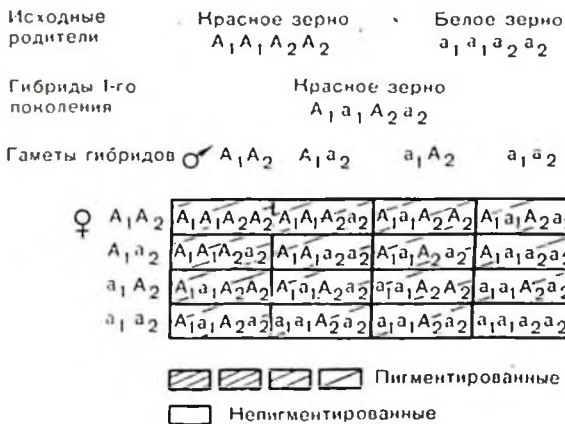 Исходные родители
Красное зерно
A₁A₁A₂A₂
Белое зерно
a₁a₁a₂a₂
Гибриды 1-го поколения
Красное зерно
A₁a₁A₂a₂
Гаметы гибридов ♂ A₁A₂ A₁a₂ a₁A₂ a₁a₂
♀ A₁A₂ A₁A₁A₂A₂ A₁A₁A₂a₂ A₁a₁A₂A₂ A₁a₁A₂a₂
A₁a₂ A₁A₁A₂a₂ A₁A₁a₂a₂ A₁a₁A₂a₂ A₁a₁a₂a₂
a₁A₂ A₁a₁A₂A₂ A₁a₁A₂a₂ a₁a₁A₂A₂ a₁a₁A₂a₂
a₁a₂ A₁a₁A₂a₂ a₁a₁A₂a₂ a₁a₁A₂a₂ a₁a₁a₂a₂
Пигментированные
Непигментированные